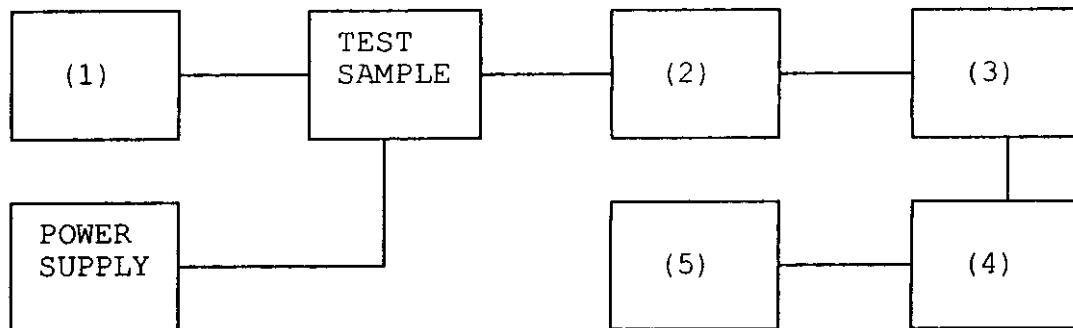 (1)
TEST
SAMPLE
(2)
(3)
POWER
SUPPLY
(5)
(4)